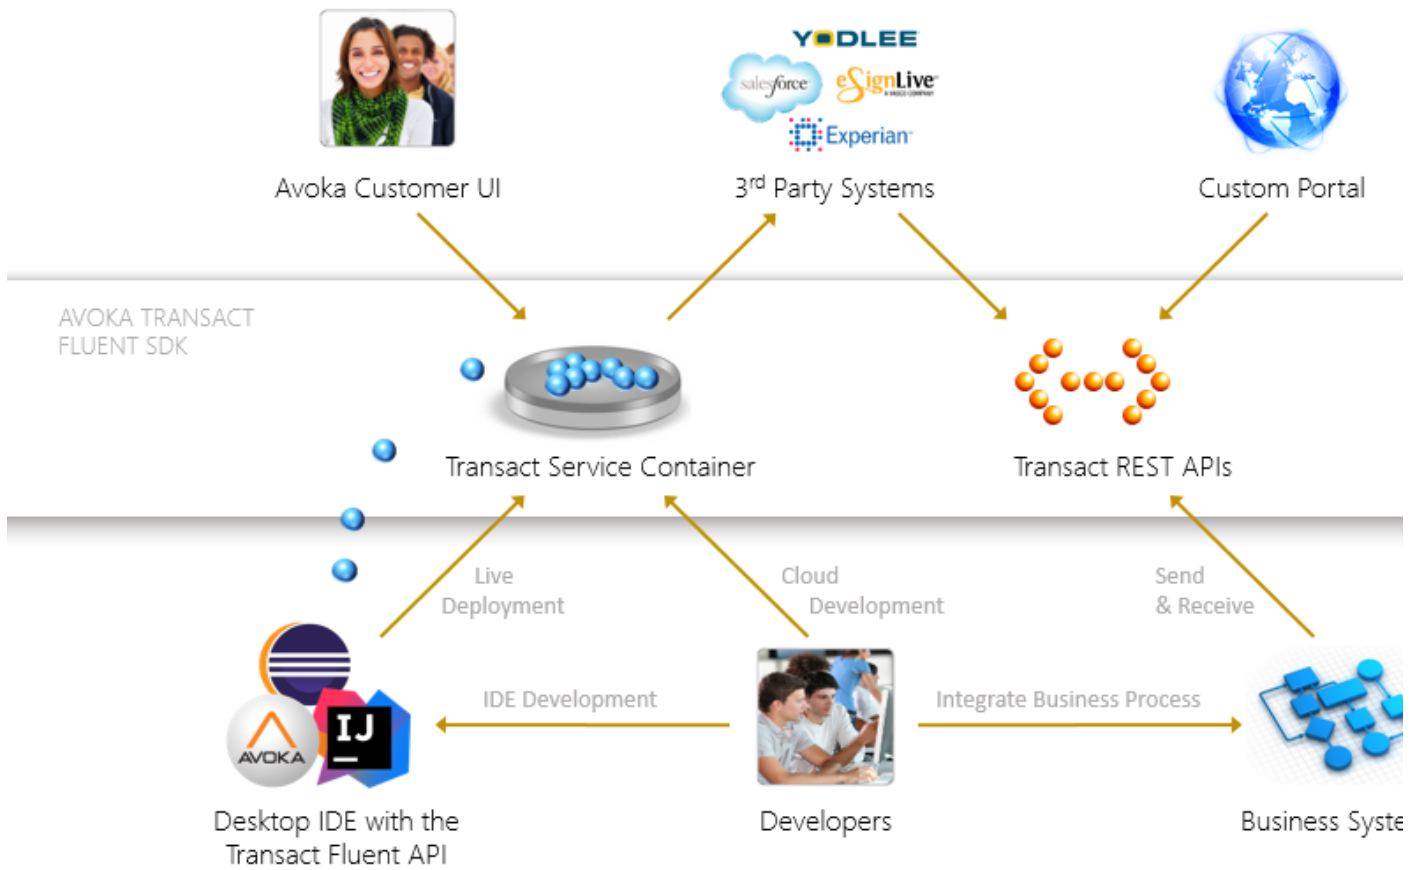 YODLEE
salesforce
eSignLive
A VASCO COMPANY
Experian
Avoka Customer UI
3rd Party Systems
Custom Portal
AVOKA TRANSACT
FLUENT SDK
Transact Service Container
Transact REST APIs
Live
Deployment
Cloud
Development
Send
& Receive
IDE Development
Integrate Business Process
IJ
AVOKA
Desktop IDE with the
Transact Fluent API
Developers
Business Syste